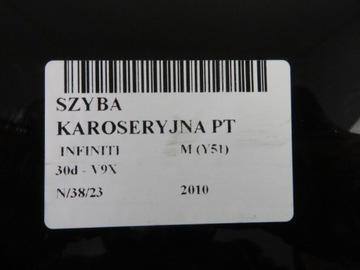 SZYBA
KAROSERYJNA PT
INFINITI M (Y51)
30d - V9X
N/38/23 2010